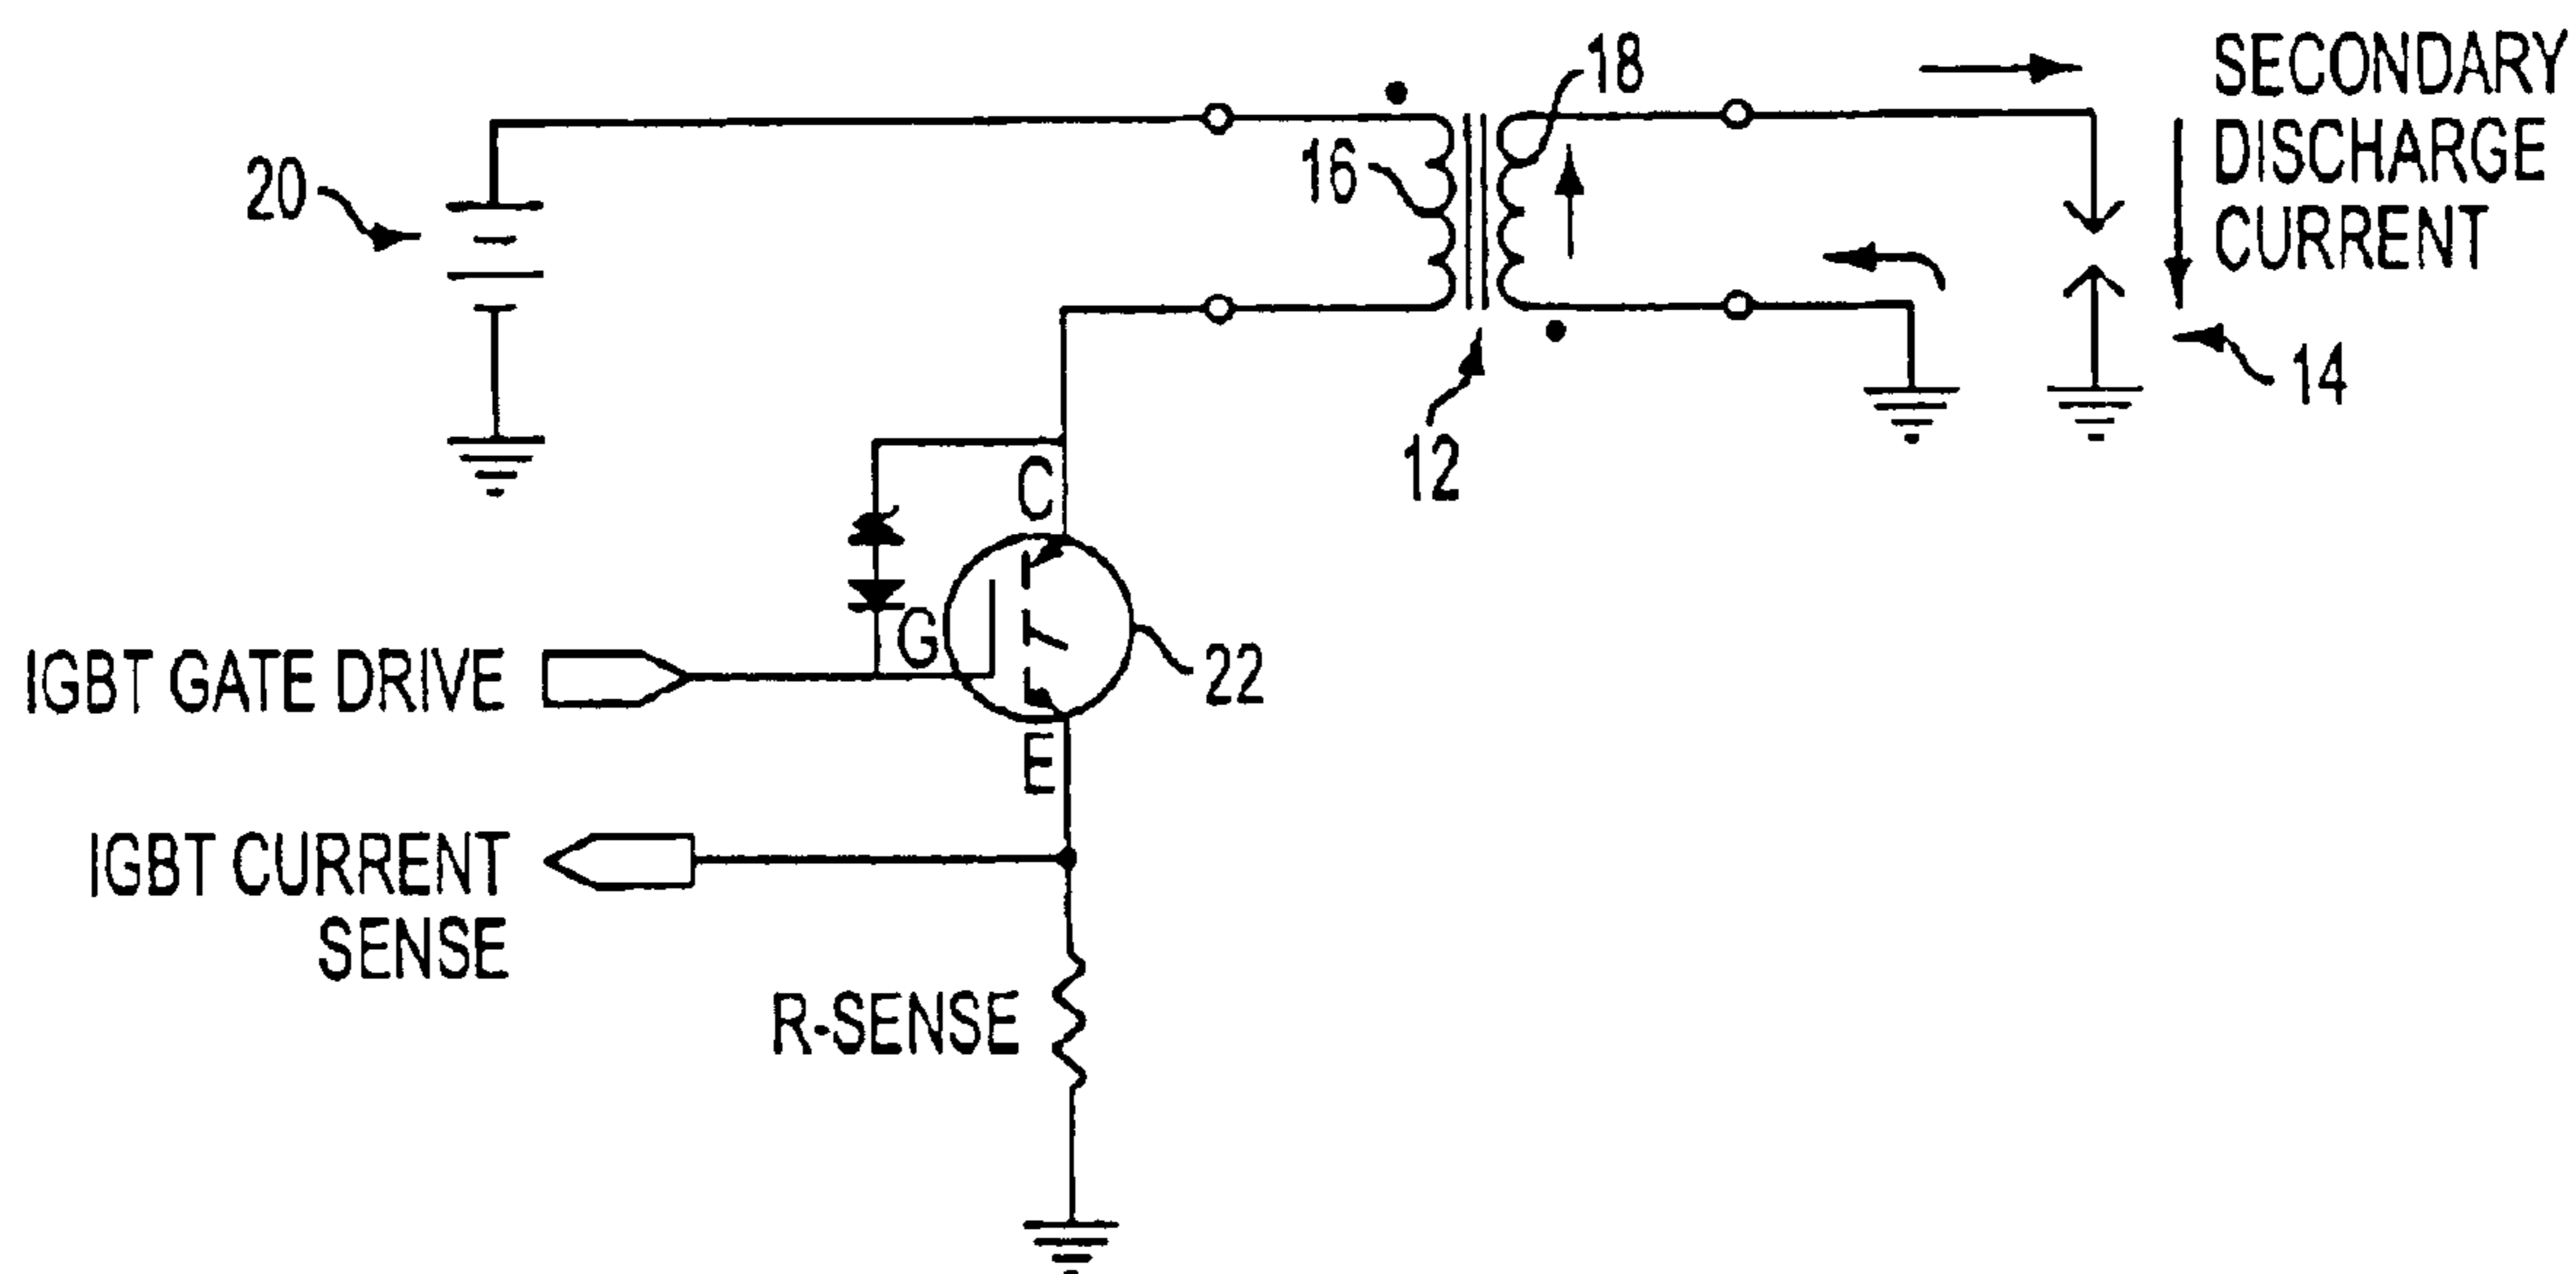 18
SECONDARY
DISCHARGE
CURRENT
16
20
14
12
C
G
IGBT GATE DRIVE
22
E
IGBT CURRENT
SENSE
R-SENSE